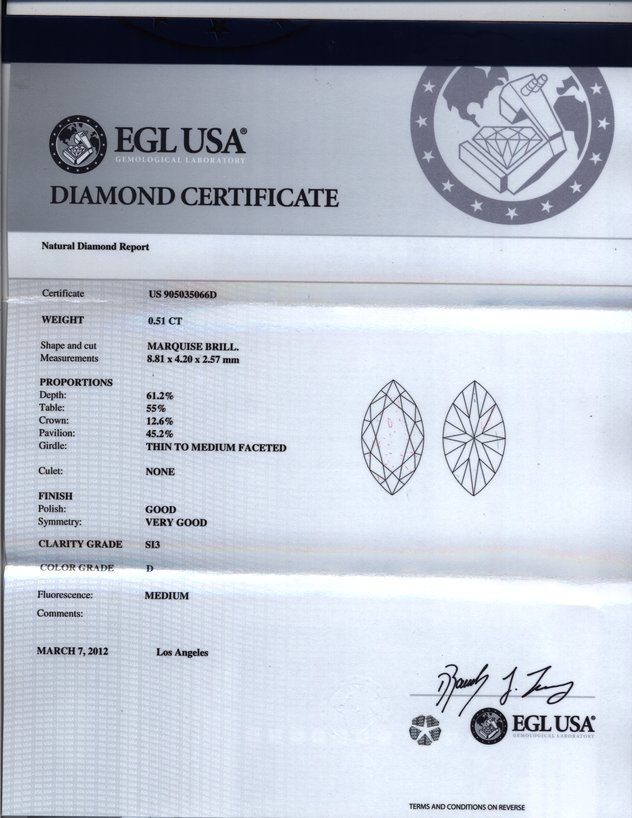 EGL USA®
GEMOLOGICAL LABORATORY
DIAMOND CERTIFICATE
Natural Diamond Report
Certificate US 905035066D
WEIGHT 0.51 CT
Shape and cut MARQUISE BRILL.
Measurements 8.81 x 4.20 x 2.57 mm
PROPORTIONS
Depth: 61.2%
Table: 55%
Crown: 12.6%
Pavilion: 45.2%
Girdle: THIN TO MEDIUM FACETED
Culet: NONE
FINISH
Polish: GOOD
Symmetry: VERY GOOD
CLARITY GRADE SI3
COLOR GRADE D
Fluorescence: MEDIUM
Comments:
MARCH 7, 2012 Los Angeles
EGL USA®
GEMOLOGICAL LABORATORY
TERMS AND CONDITIONS ON REVERSE